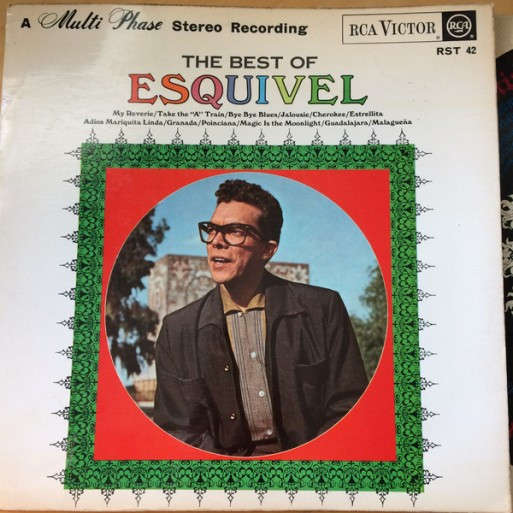 A Multi Phase Stereo Recording
RCA VICTOR
RCA
RST 42
THE BEST OF
ESQUIVEL
My Reverie/Take the "A" Train/Bye Bye Blues/Jalousie/Cherokee/Estrellita
Adios Mariquita Linda/Granada/Poinciana/Magic Is the Moonlight/Guadalajara/Malagueña